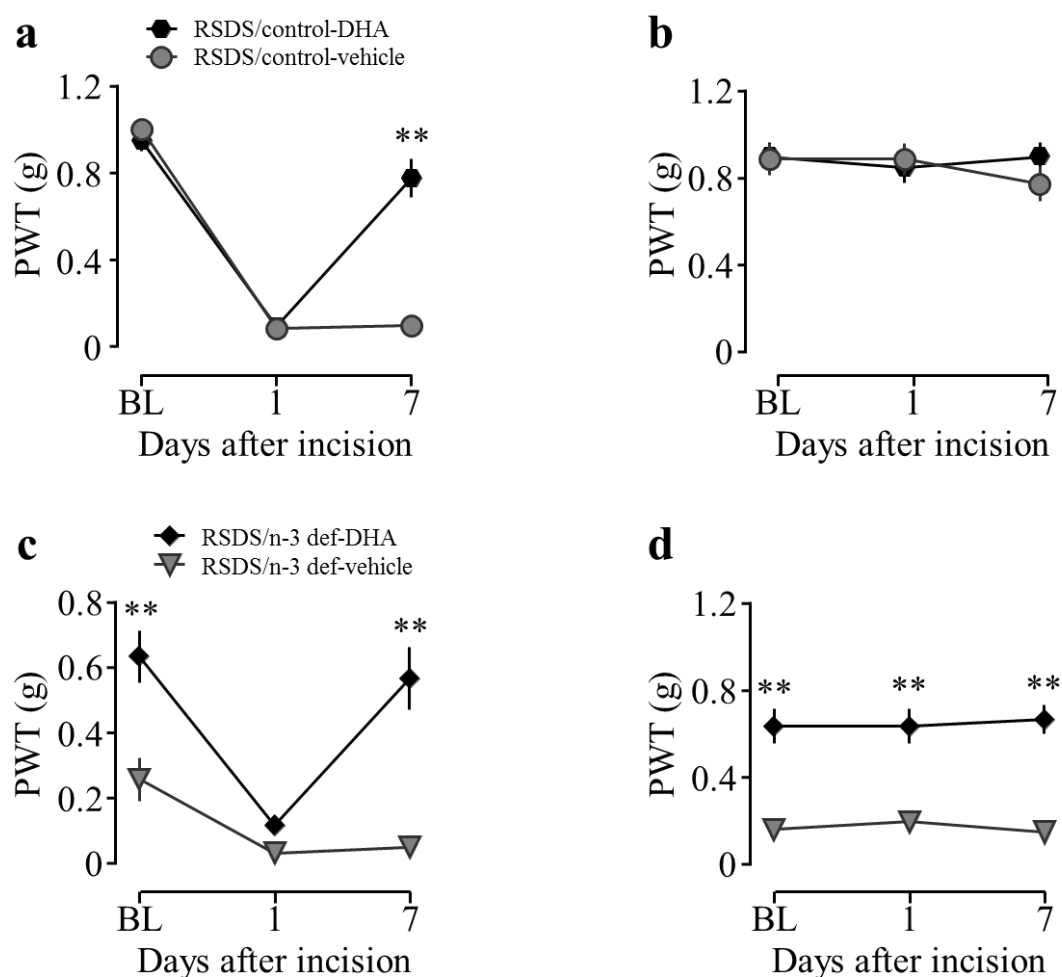 a
RSDS/control-DHA
RSDS/control-vehicle
1.2
0.8
0.4
0
PWT (g)
**
BL 1 7
Days after incision
b
1.2
0.8
0.4
0
PWT (g)
BL 1 7
Days after incision
c
RSDS/n-3 def-DHA
RSDS/n-3 def-vehicle
0.8
0.6
0.4
0.2
0
PWT (g)
** **
BL 1 7
Days after incision
d
1.2
0.8
0.4
0
PWT (g)
** ** **
BL 1 7
Days after incision